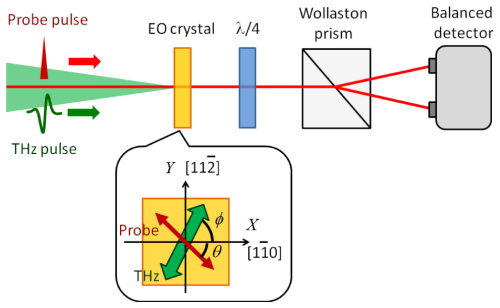 Probe pulse
EO crystal
λ/4
Wollaston
prism
Balanced
detector
THz pulse
Y [112̄]
Probe
ϕ
X
θ
[11̄0]
THz